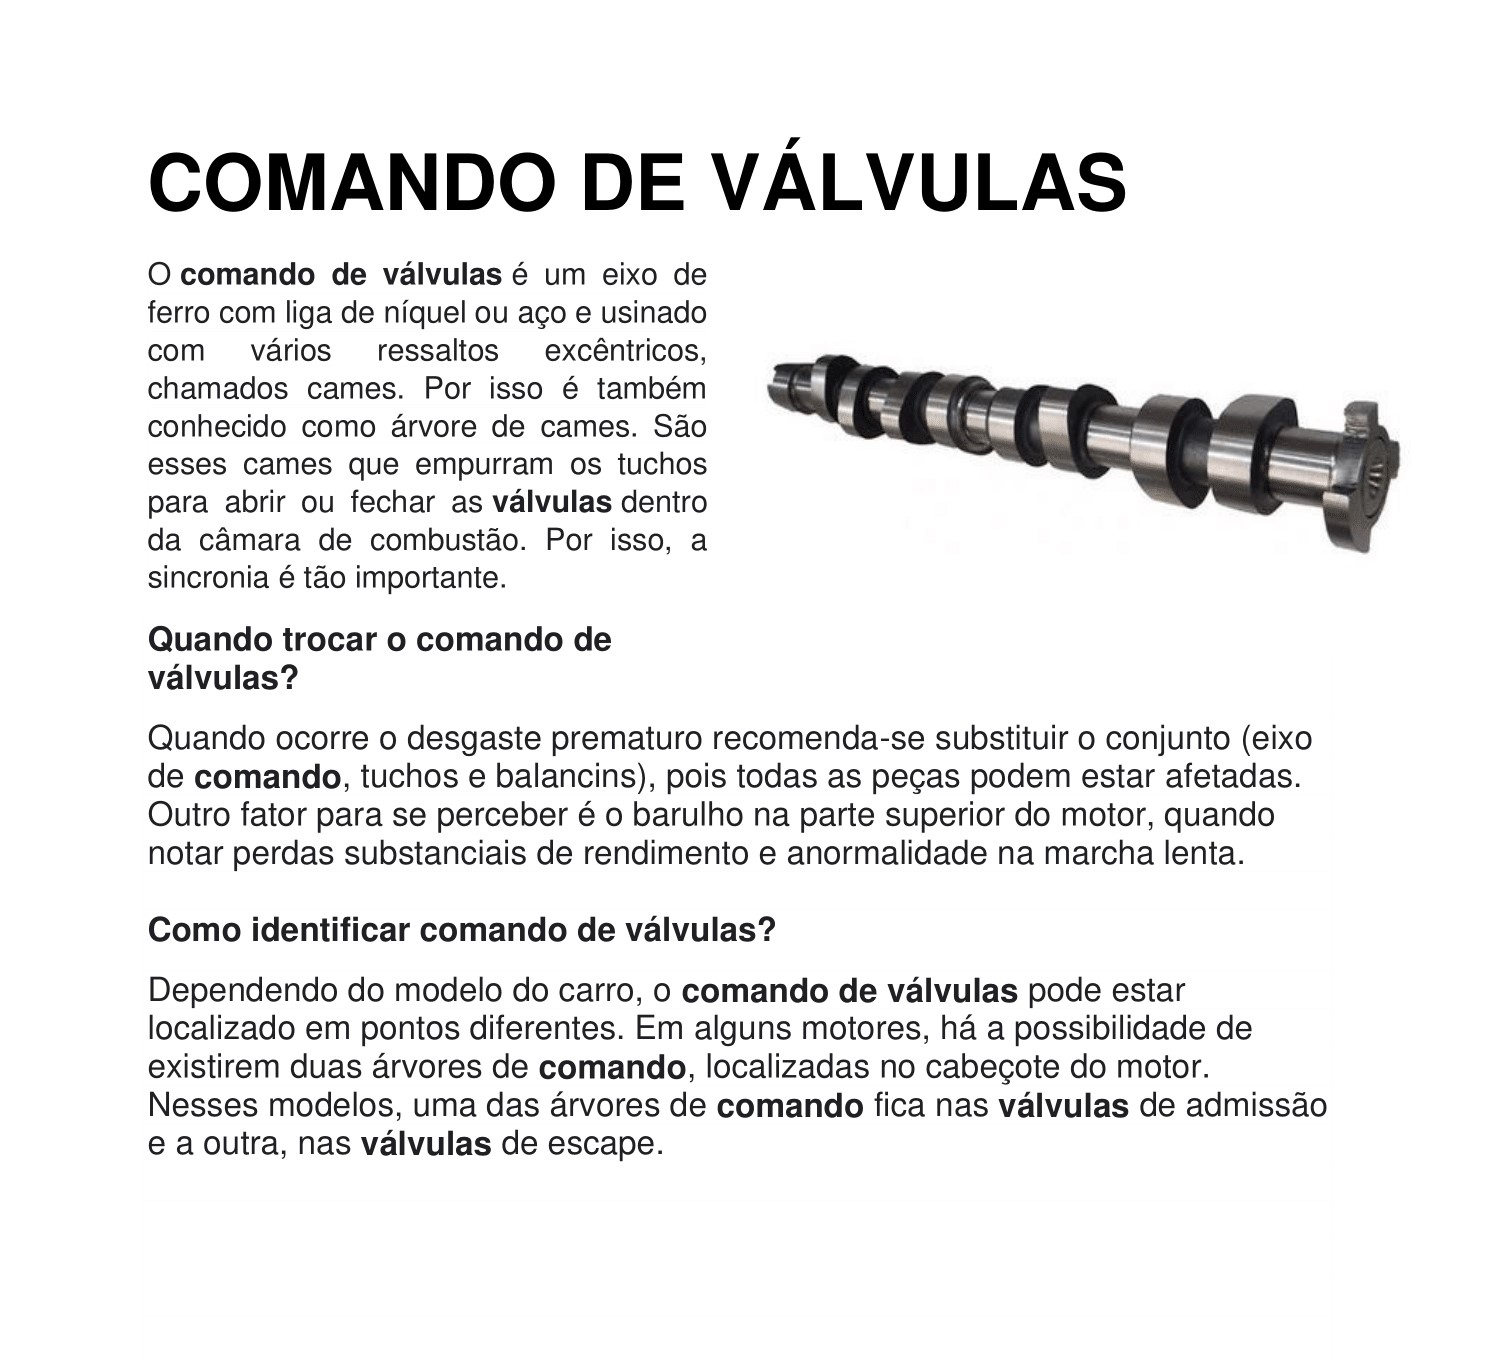 COMANDO DE VÁLVULAS
O comando de válvulas é um eixo de
ferro com liga de níquel ou aço e usinado
com vários ressaltos excêntricos,
chamados cames. Por isso é também
conhecido como árvore de cames. São
esses cames que empurram os tuchos
para abrir ou fechar as válvulas dentro
da câmara de combustão. Por isso, a
sincronia é tão importante.
Quando trocar o comando de
válvulas?
Quando ocorre o desgaste prematuro recomenda-se substituir o conjunto (eixo
de comando, tuchos e balancins), pois todas as peças podem estar afetadas.
Outro fator para se perceber é o barulho na parte superior do motor, quando
notar perdas substanciais de rendimento e anormalidade na marcha lenta.
Como identificar comando de válvulas?
Dependendo do modelo do carro, o comando de válvulas pode estar
localizado em pontos diferentes. Em alguns motores, há a possibilidade de
existirem duas árvores de comando, localizadas no cabeçote do motor.
Nesses modelos, uma das árvores de comando fica nas válvulas de admissão
e a outra, nas válvulas de escape.